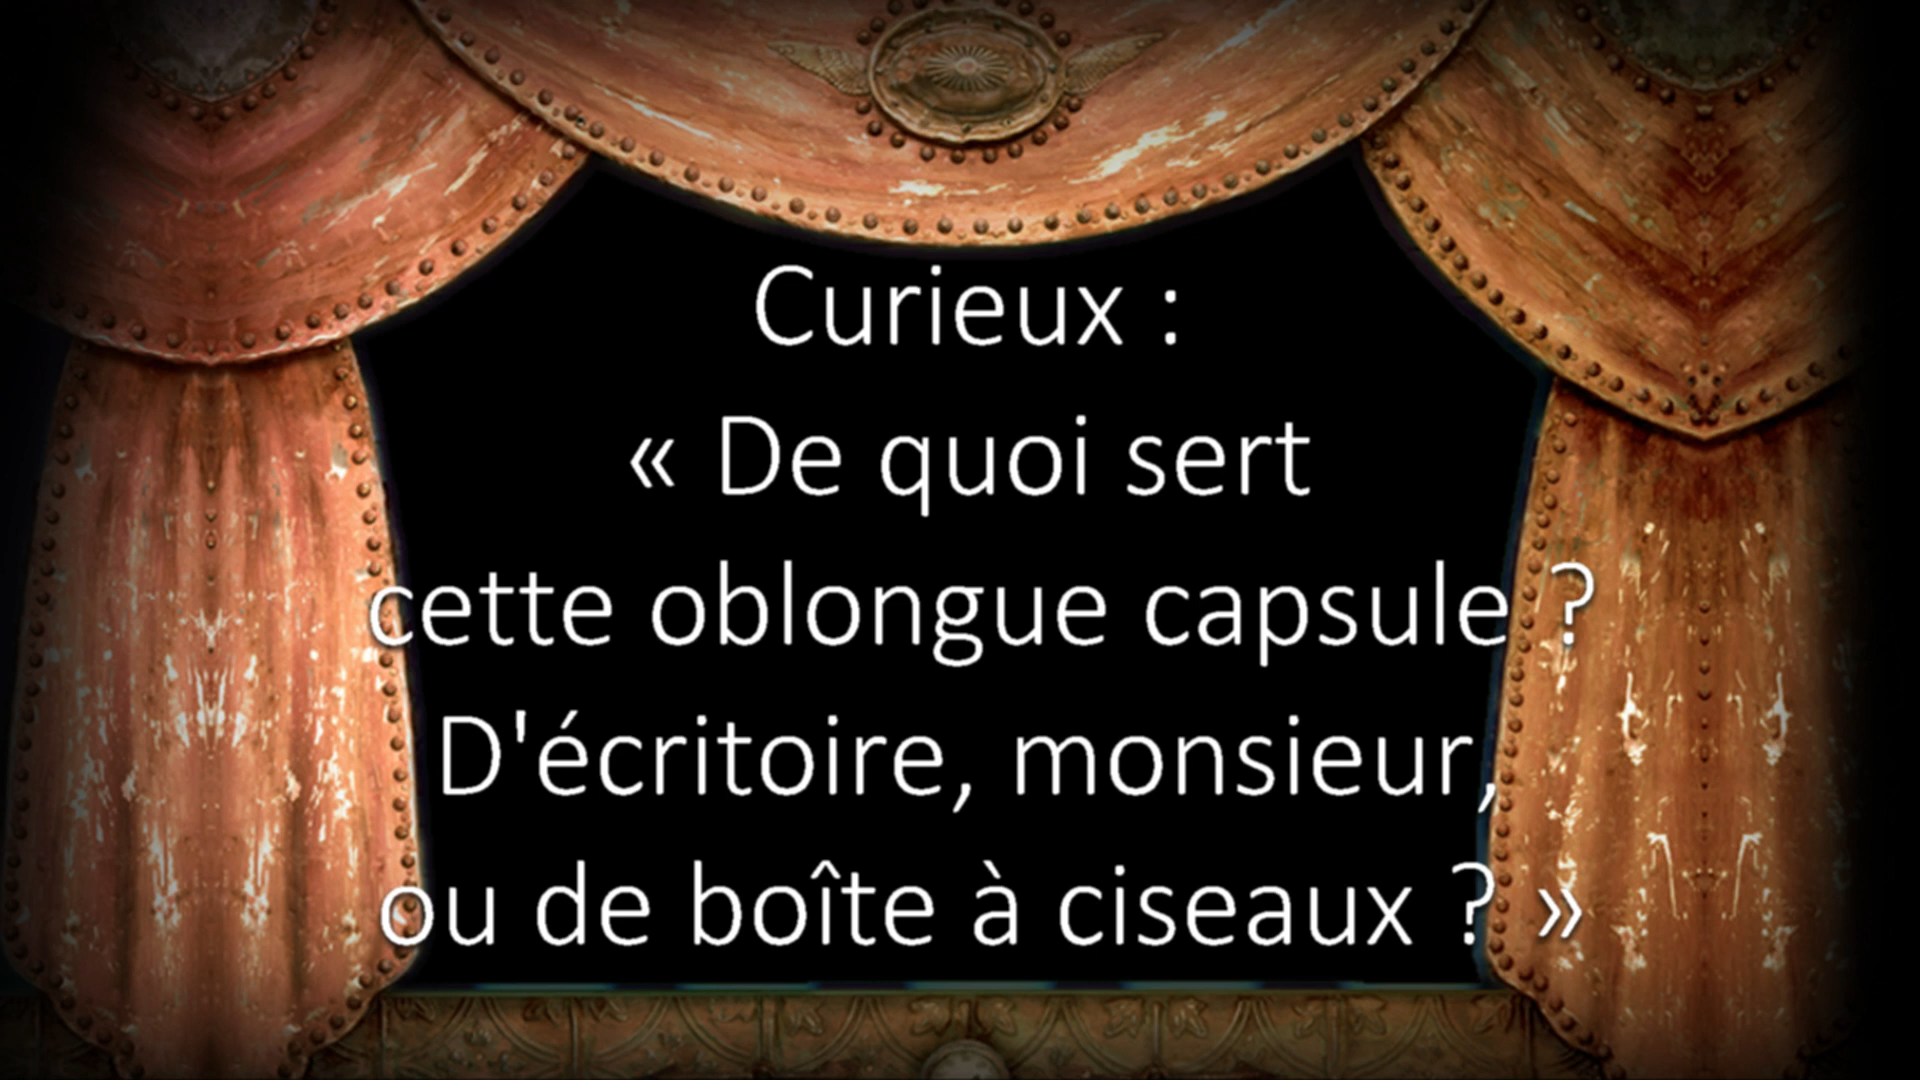 Curieux :
« De quoi sert
cette oblongue capsule ?
D'écritoire, monsieur,
ou de boîte à ciseaux ? »